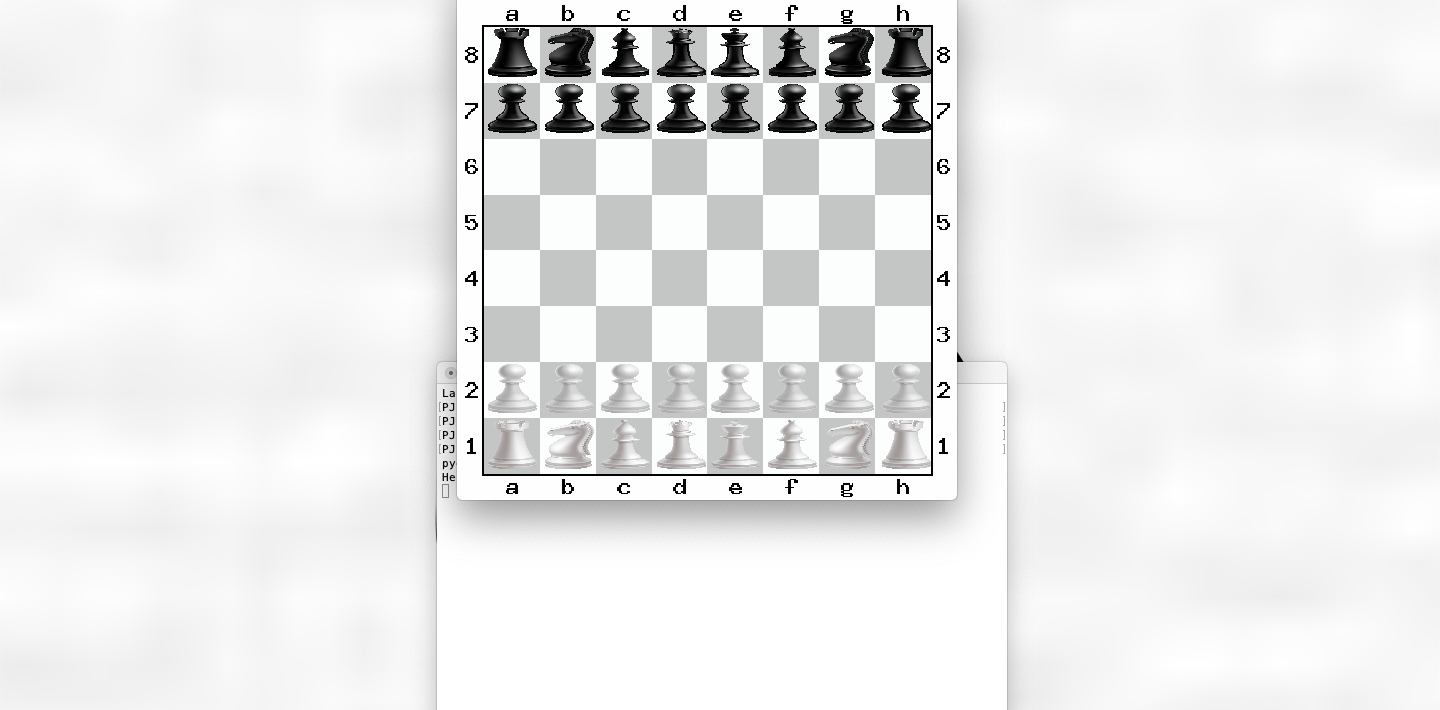 a b c d e f g h
8 8
7 7
6 6
5 5
4 4
3 3
2 2
La
[PJ ]
[PJ ]
[PJ ]
[PJ ]
1 1
py
He
a b c d e f g h